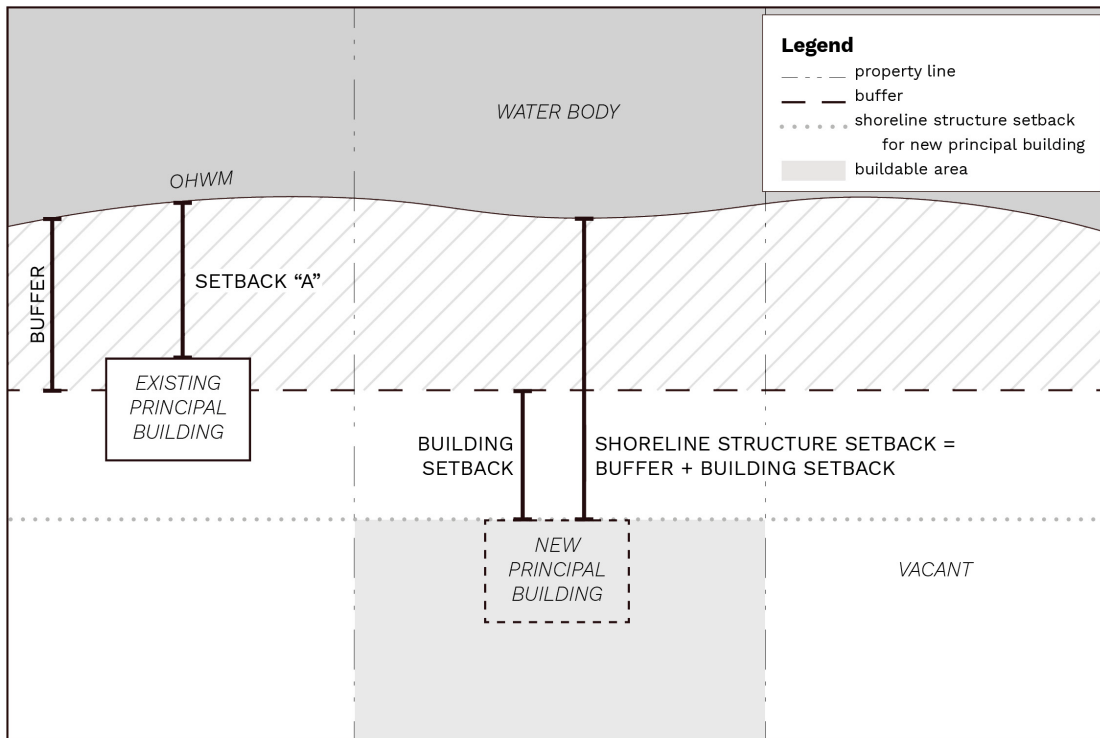 WATER BODY
Legend
property line
buffer
shoreline structure setback
for new principal building
buildable area
OHWM
BUFFER
SETBACK “A”
EXISTING
PRINCIPAL
BUILDING
BUILDING
SETBACK
SHORELINE STRUCTURE SETBACK =
BUFFER + BUILDING SETBACK
NEW
PRINCIPAL
BUILDING
VACANT